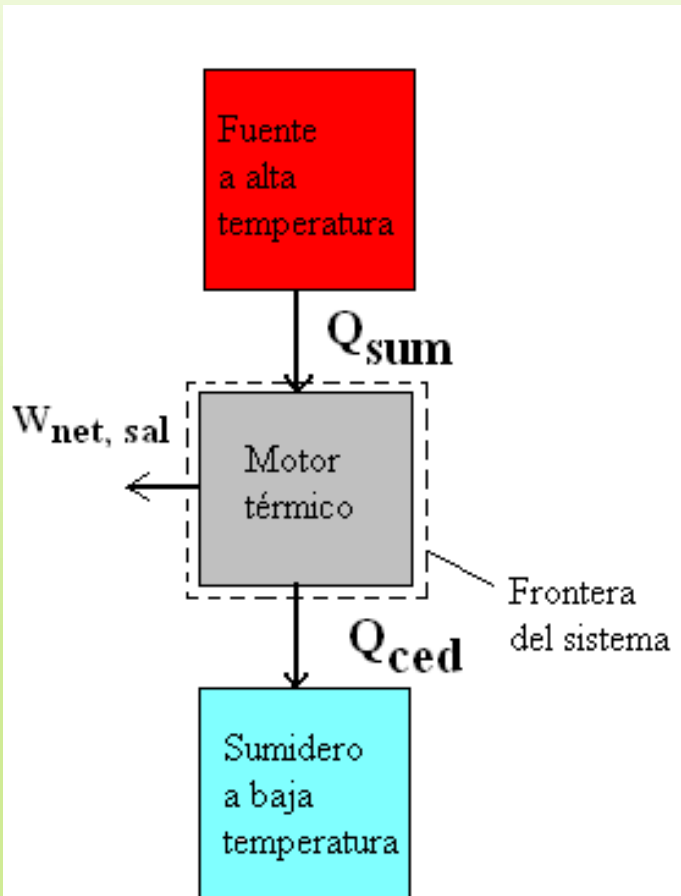 Fuente
a alta
temperatura
Qsum
Wnet, sal
Motor
térmico
Frontera
del sistema
Qced
Sumidero
a baja
temperatura